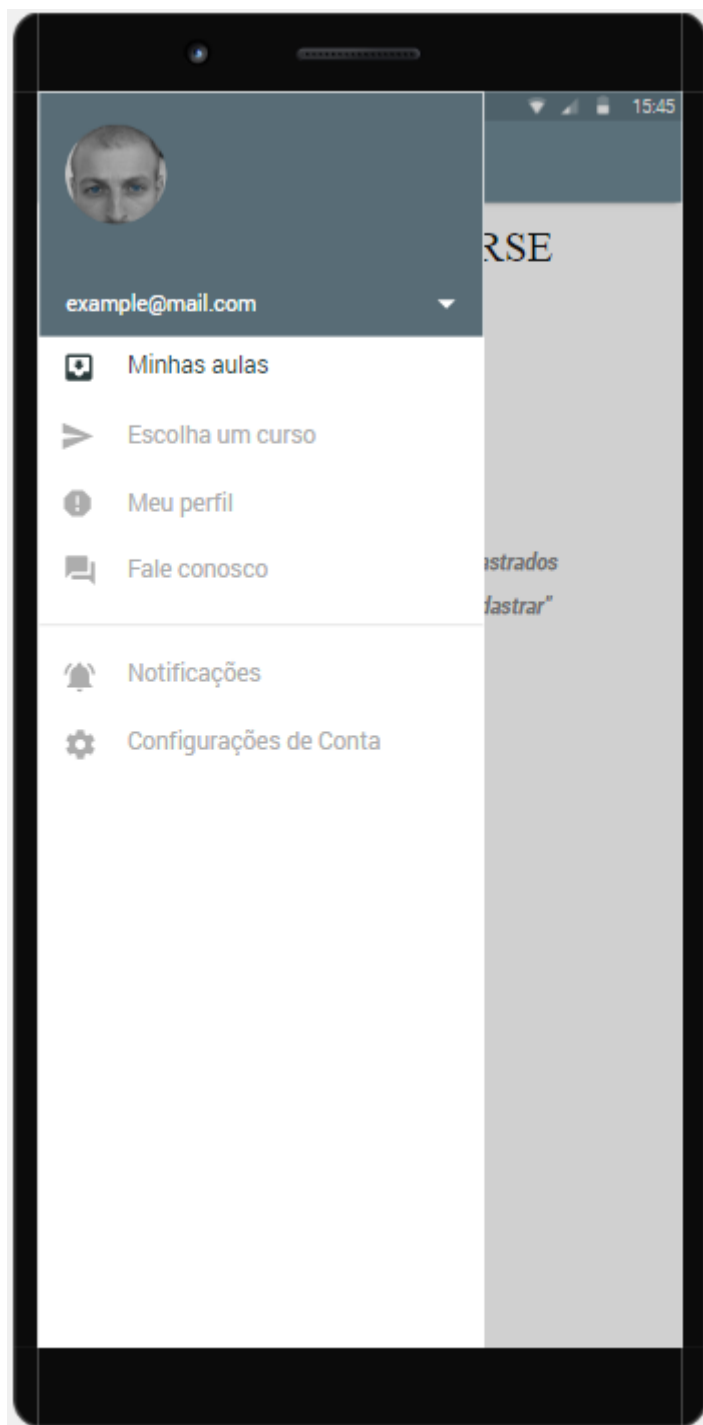 15:45
RSE
example@mail.com
Minhas aulas
Escolha um curso
Meu perfil
Fale conosco
astrados
dastrar"
Notificações
Configurações de Conta